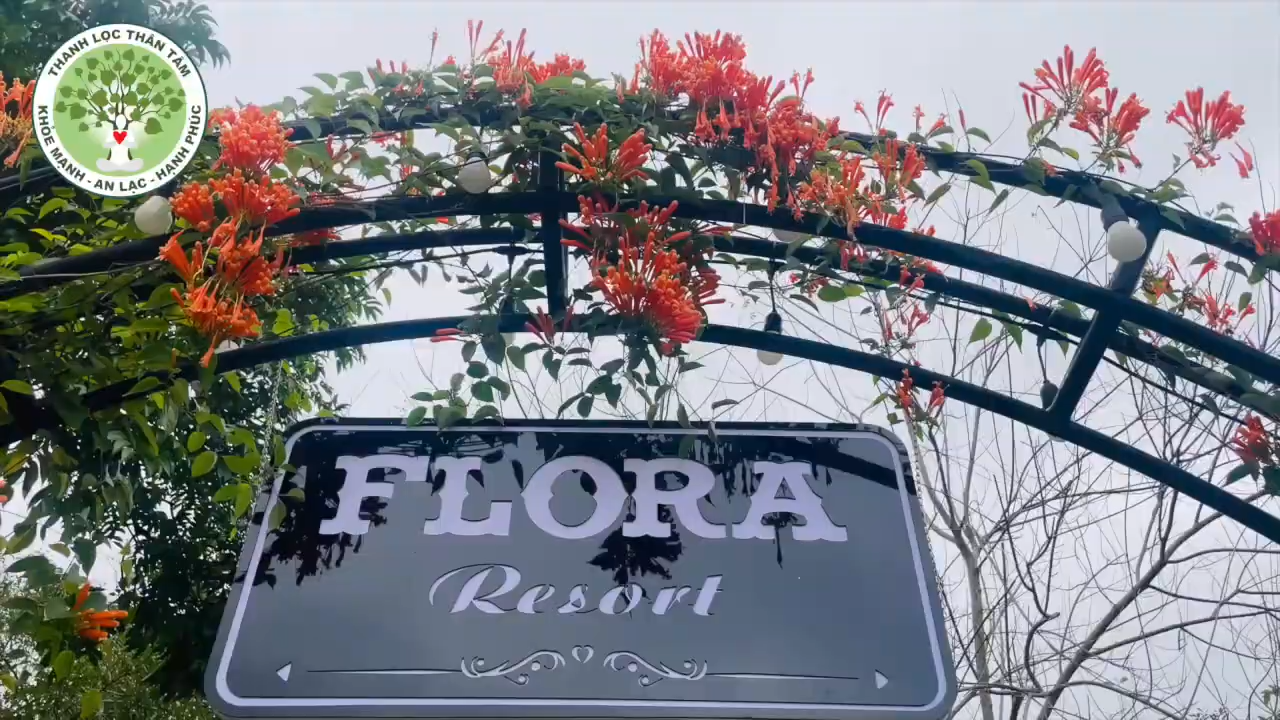 THANH LỌC THÂN TÂM
KHỎE MẠNH - AN LẠC - HẠNH PHÚC
FLORA
Resort